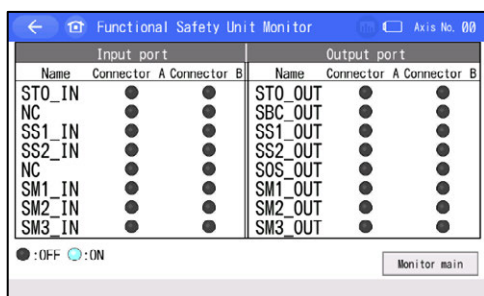 Functional Safety Unit Monitor Axis No. 00
Input port Output port
Name Connector A Connector B Name Connector A Connector B
STO_IN STO_OUT
NC SBC_OUT
SS1_IN SS1_OUT
SS2_IN SS2_OUT
NC SOS_OUT
SM1_IN SM1_OUT
SM2_IN SM2_OUT
SM3_IN SM3_OUT
:OFF :ON
Monitor main